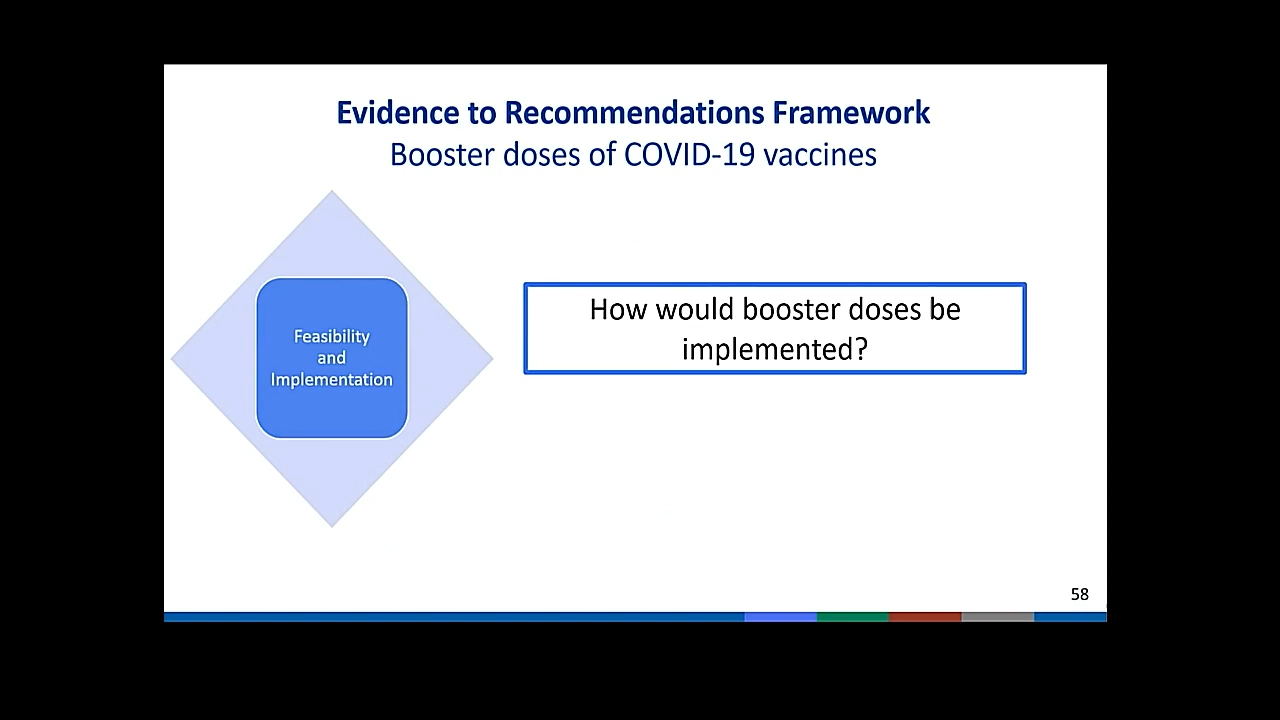 Evidence to Recommendations Framework
Booster doses of COVID-19 vaccines
Feasibility
and
Implementation
How would booster doses be
implemented?
58